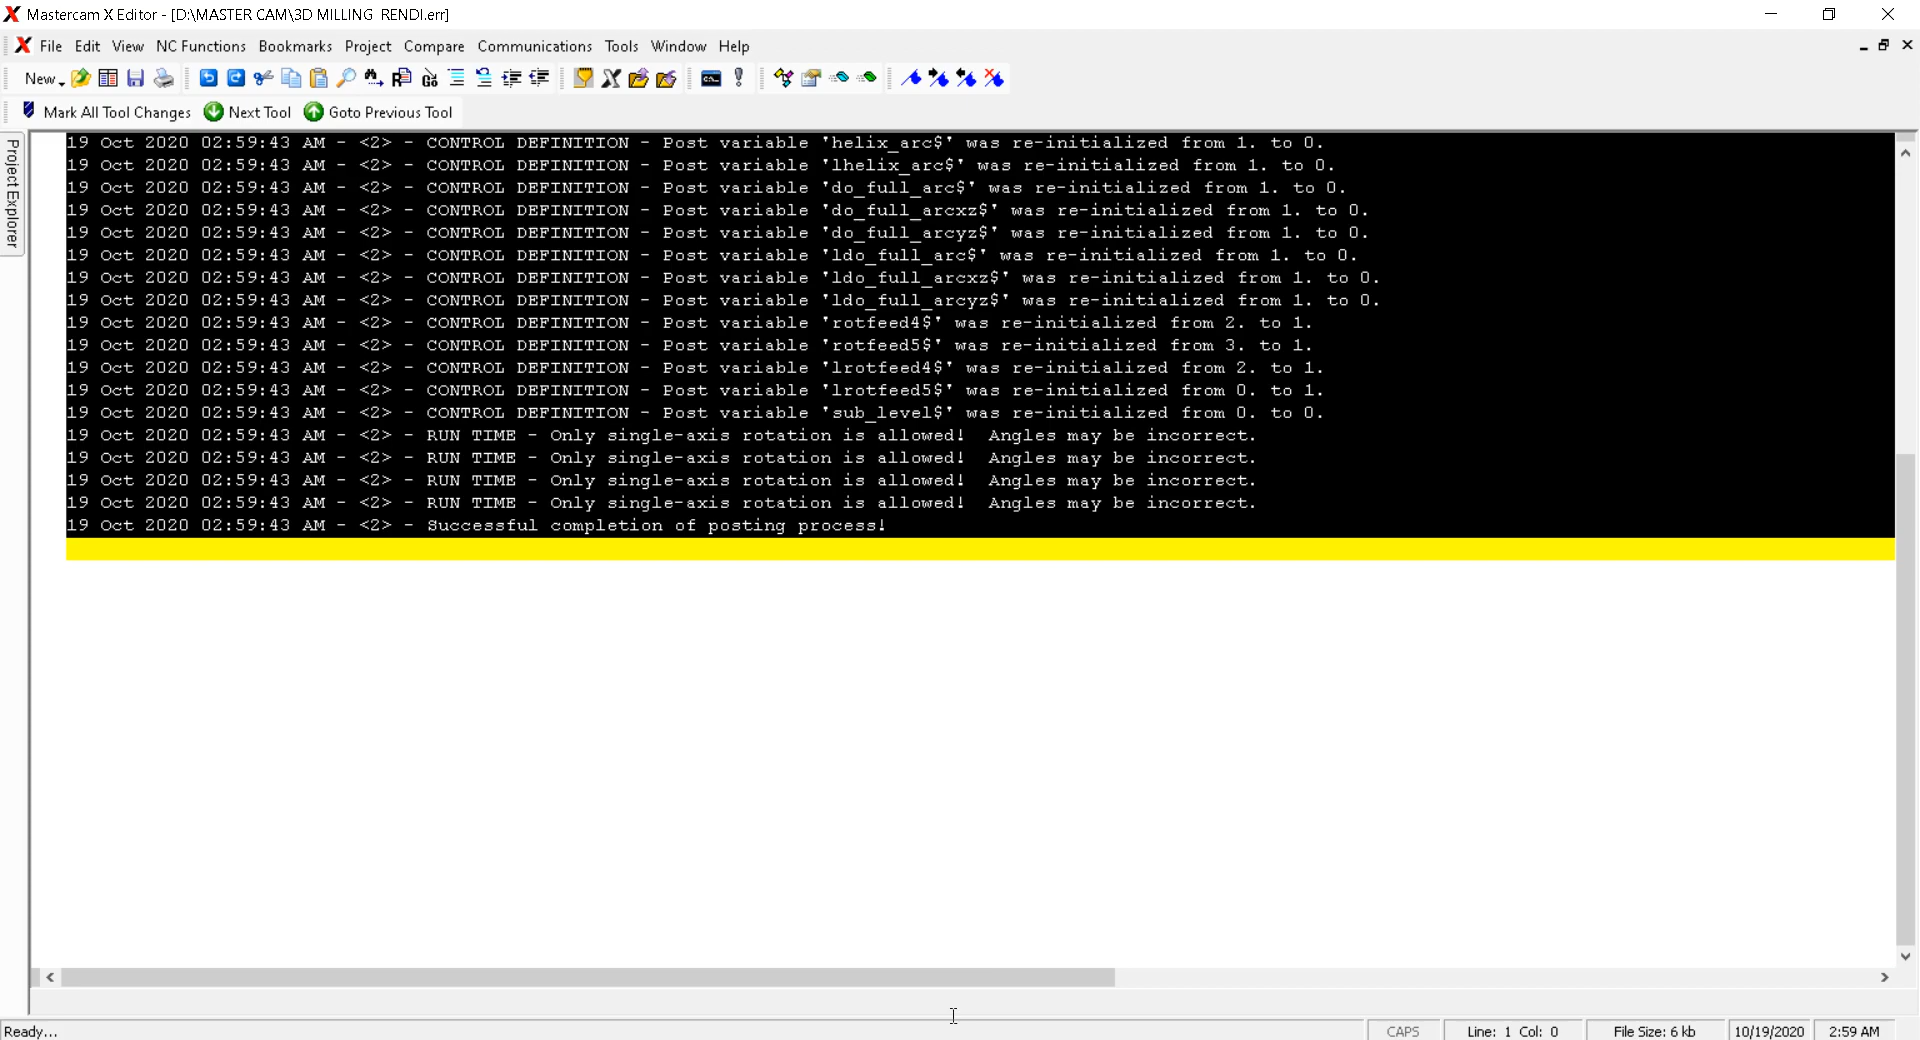 Mastercam X Editor - [D:\MASTER CAM\3D MILLING RENDI.err]
File Edit View NC Functions Bookmarks Project Compare Communications Tools Window Help
New
Mark All Tool Changes Next Tool Goto Previous Tool
Project Explorer
19 Oct 2020 02:59:43 AM - <2> - CONTROL DEFINITION - Post variable 'helix_arc$' was re-initialized from 1. to 0.
19 Oct 2020 02:59:43 AM - <2> - CONTROL DEFINITION - Post variable 'lhelix_arc$' was re-initialized from 1. to 0.
19 Oct 2020 02:59:43 AM - <2> - CONTROL DEFINITION - Post variable 'do_full_arc$' was re-initialized from 1. to 0.
19 Oct 2020 02:59:43 AM - <2> - CONTROL DEFINITION - Post variable 'do_full_arcxz$' was re-initialized from 1. to 0.
19 Oct 2020 02:59:43 AM - <2> - CONTROL DEFINITION - Post variable 'do_full_arcyz$' was re-initialized from 1. to 0.
19 Oct 2020 02:59:43 AM - <2> - CONTROL DEFINITION - Post variable 'ldo_full_arc$' was re-initialized from 1. to 0.
19 Oct 2020 02:59:43 AM - <2> - CONTROL DEFINITION - Post variable 'ldo_full_arcxz$' was re-initialized from 1. to 0.
19 Oct 2020 02:59:43 AM - <2> - CONTROL DEFINITION - Post variable 'ldo_full_arcyz$' was re-initialized from 1. to 0.
19 Oct 2020 02:59:43 AM - <2> - CONTROL DEFINITION - Post variable 'rotfeed4$' was re-initialized from 2. to 1.
19 Oct 2020 02:59:43 AM - <2> - CONTROL DEFINITION - Post variable 'rotfeed5$' was re-initialized from 3. to 1.
19 Oct 2020 02:59:43 AM - <2> - CONTROL DEFINITION - Post variable 'lrotfeed4$' was re-initialized from 2. to 1.
19 Oct 2020 02:59:43 AM - <2> - CONTROL DEFINITION - Post variable 'lrotfeed5$' was re-initialized from 0. to 1.
19 Oct 2020 02:59:43 AM - <2> - CONTROL DEFINITION - Post variable 'sub_level$' was re-initialized from 0. to 0.
19 Oct 2020 02:59:43 AM - <2> - RUN TIME - Only single-axis rotation is allowed!  Angles may be incorrect.
19 Oct 2020 02:59:43 AM - <2> - RUN TIME - Only single-axis rotation is allowed!  Angles may be incorrect.
19 Oct 2020 02:59:43 AM - <2> - RUN TIME - Only single-axis rotation is allowed!  Angles may be incorrect.
19 Oct 2020 02:59:43 AM - <2> - RUN TIME - Only single-axis rotation is allowed!  Angles may be incorrect.
19 Oct 2020 02:59:43 AM - <2> - Successful completion of posting process!
Ready... CAPS Line: 1 Col: 0 File Size: 6 kb 10/19/2020 2:59 AM